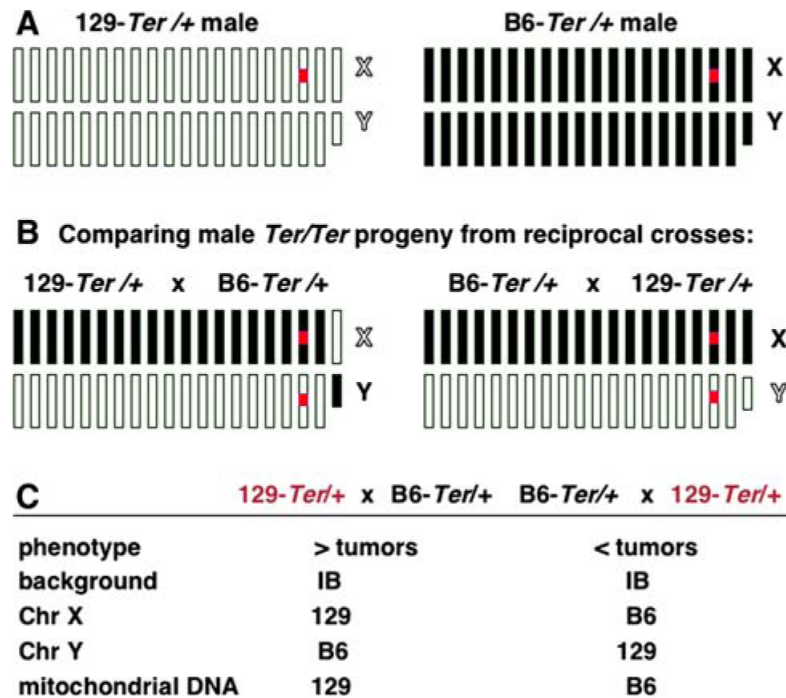 A 129-Ter/+ male B6-Ter/+ male
X X
Y Y
B Comparing male Ter/Ter progeny from reciprocal crosses:
129-Ter/+ x B6-Ter/+ B6-Ter/+ x 129-Ter/+
X X
Y Y
C 129-Ter/+ x B6-Ter/+ B6-Ter/+ x 129-Ter/+
phenotype > tumors < tumors
background IB IB
Chr X 129 B6
Chr Y B6 129
mitochondrial DNA 129 B6